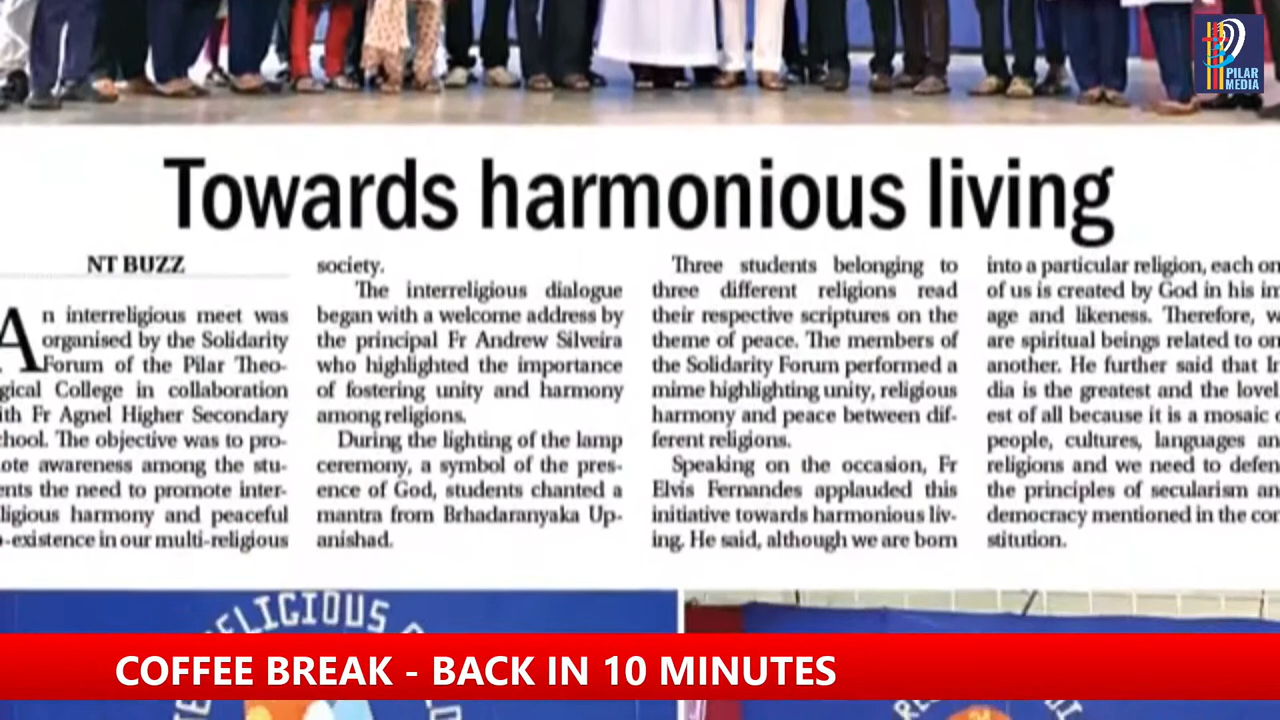 PILAR
MEDIA
Towards harmonious living
NT BUZZ
An interreligious meet was
organised by the Solidarity
Forum of the Pilar Theo-
gical College in collaboration
ith Fr Agnel Higher Secondary
chool. The objective was to pro-
ote awareness among the stu-
ents the need to promote inter-
ligious harmony and peaceful
o-existence in our multi-religious
society.
The interreligious dialogue
began with a welcome address by
the principal Fr Andrew Silveira
who highlighted the importance
of fostering unity and harmony
among religions.
During the lighting of the lamp
ceremony, a symbol of the pres-
ence of God, students chanted a
mantra from Brhadaranyaka Up-
anishad.
Three students belonging to
three different religions read
their respective scriptures on the
theme of peace. The members of
the Solidarity Forum performed a
mime highlighting unity, religious
harmony and peace between dif-
ferent religions.
Speaking on the occasion, Fr
Elvis Fernandes applauded this
initiative towards harmonious liv-
ing. He said, although we are born
into a particular religion, each on
of us is created by God in his im
age and likeness. Therefore, w
are spiritual beings related to on
another. He further said that In
dia is the greatest and the lovel
est of all because it is a mosaic
people, cultures, languages an
religions and we need to defen
the principles of secularism an
democracy mentioned in the con
stitution.
ELIGIOUS
COFFEE BREAK - BACK IN 10 MINUTES